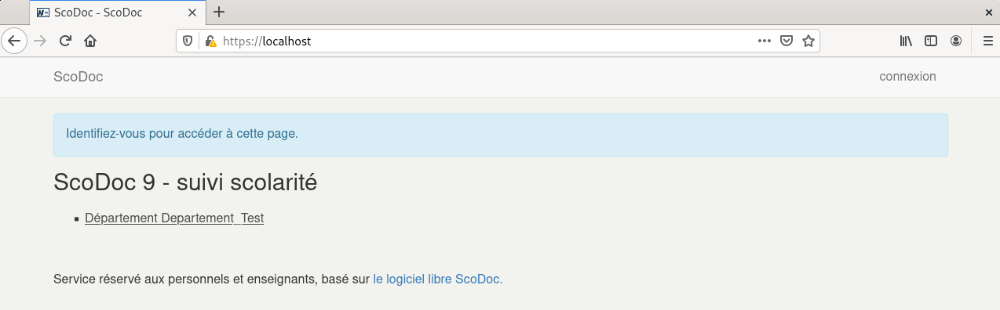 ScoDoc - ScoDoc
https://localhost
ScoDoc
connexion
Identifiez-vous pour accéder à cette page.
ScoDoc 9 - suivi scolarité
Département Departement_Test
Service réservé aux personnels et enseignants, basé sur le logiciel libre ScoDoc.